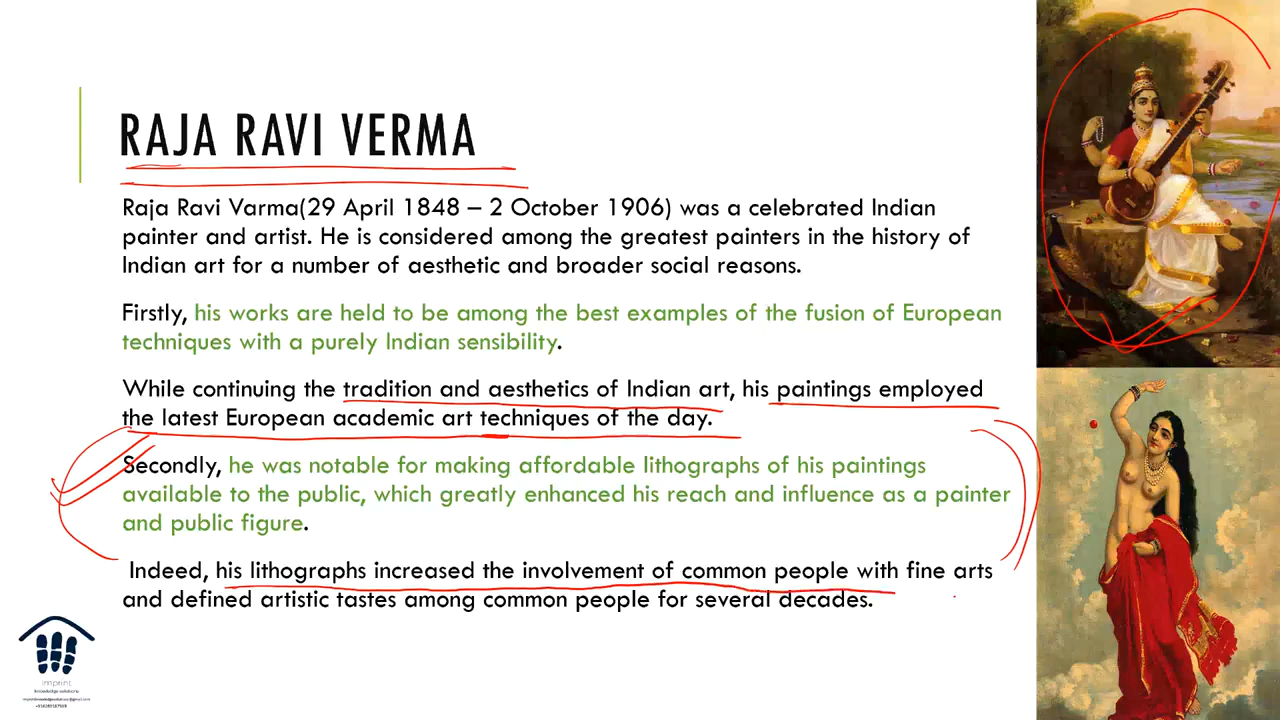 RAJA RAVI VERMA
Raja Ravi Varma(29 April 1848 – 2 October 1906) was a celebrated Indian
painter and artist. He is considered among the greatest painters in the history of
Indian art for a number of aesthetic and broader social reasons.
Firstly, his works are held to be among the best examples of the fusion of European
techniques with a purely Indian sensibility.
While continuing the tradition and aesthetics of Indian art, his paintings employed
the latest European academic art techniques of the day.
Secondly, he was notable for making affordable lithographs of his paintings
available to the public, which greatly enhanced his reach and influence as a painter
and public figure.
Indeed, his lithographs increased the involvement of common people with fine arts
and defined artistic tastes among common people for several decades.
Imprint
knowledge solutions